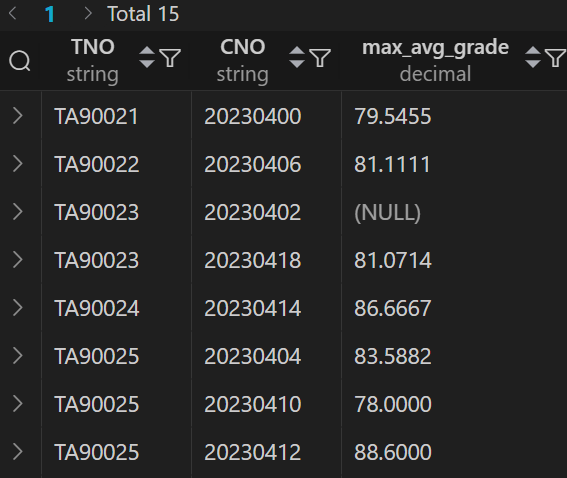 1 Total 15
TNO CNO max_avg_grade
string string decimal
TA90021 20230400 79.5455
TA90022 20230406 81.1111
TA90023 20230402 (NULL)
TA90023 20230418 81.0714
TA90024 20230414 86.6667
TA90025 20230404 83.5882
TA90025 20230410 78.0000
TA90025 20230412 88.6000